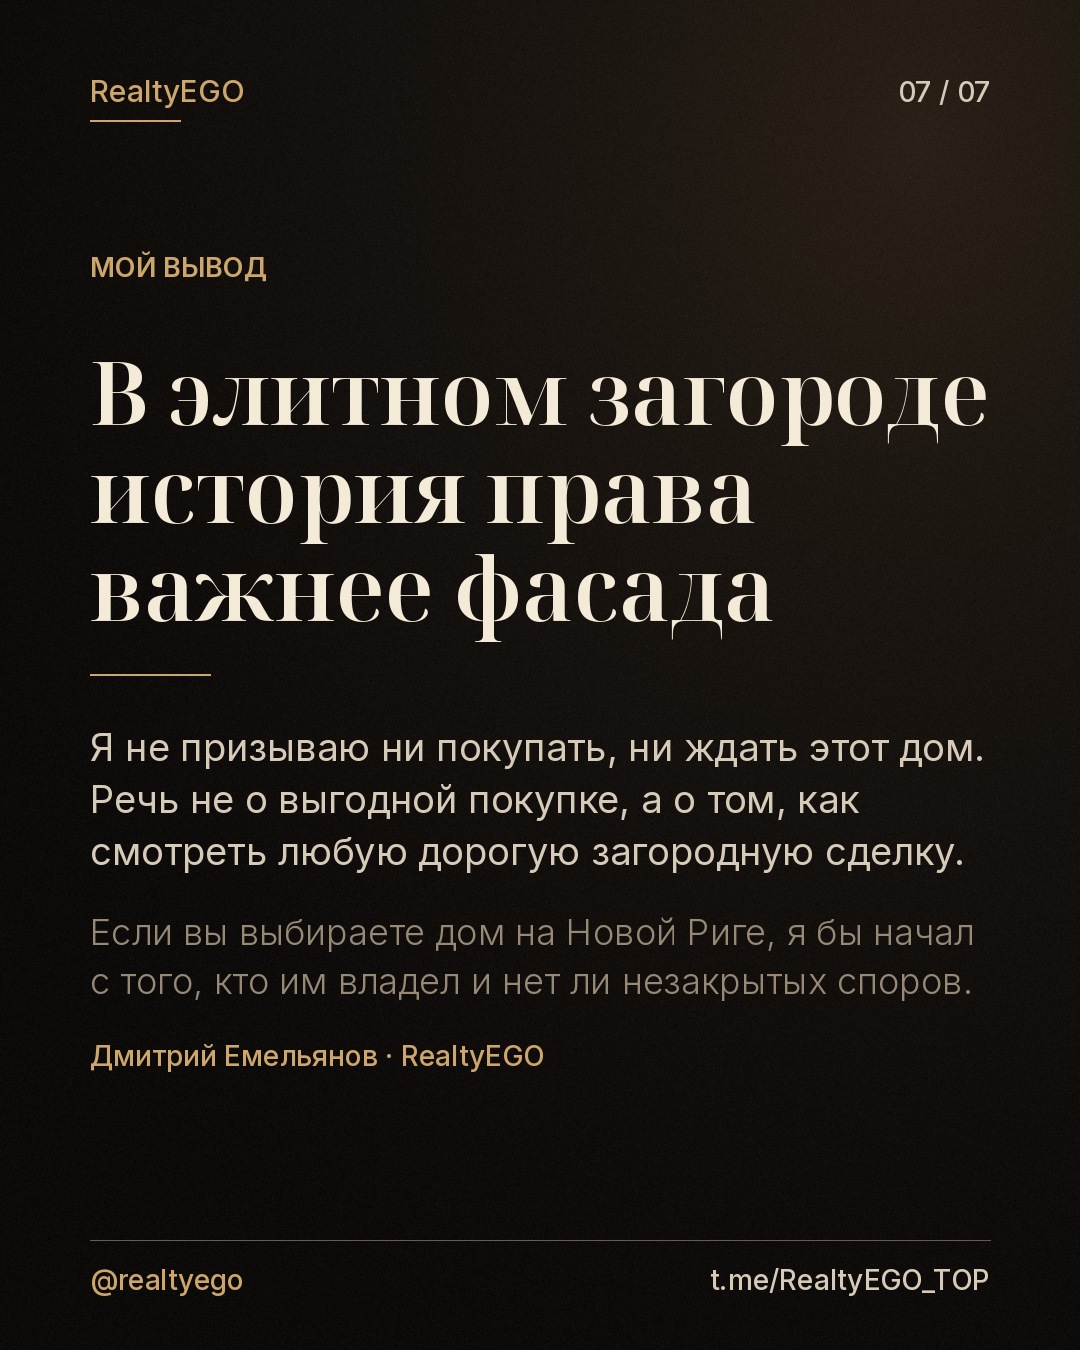 RealtyEGO
07 / 07
МОЙ ВЫВОД
В элитном загороде
история права
важнее фасада
Я не призываю ни покупать, ни ждать этот дом.
Речь не о выгодной покупке, а о том, как
смотреть любую дорогую загородную сделку.
Если вы выбираете дом на Новой Риге, я бы начал
с того, кто им владел и нет ли незакрытых споров.
Дмитрий Емельянов · RealtyEGO
@realtyego
t.me/RealtyEGO_TOP